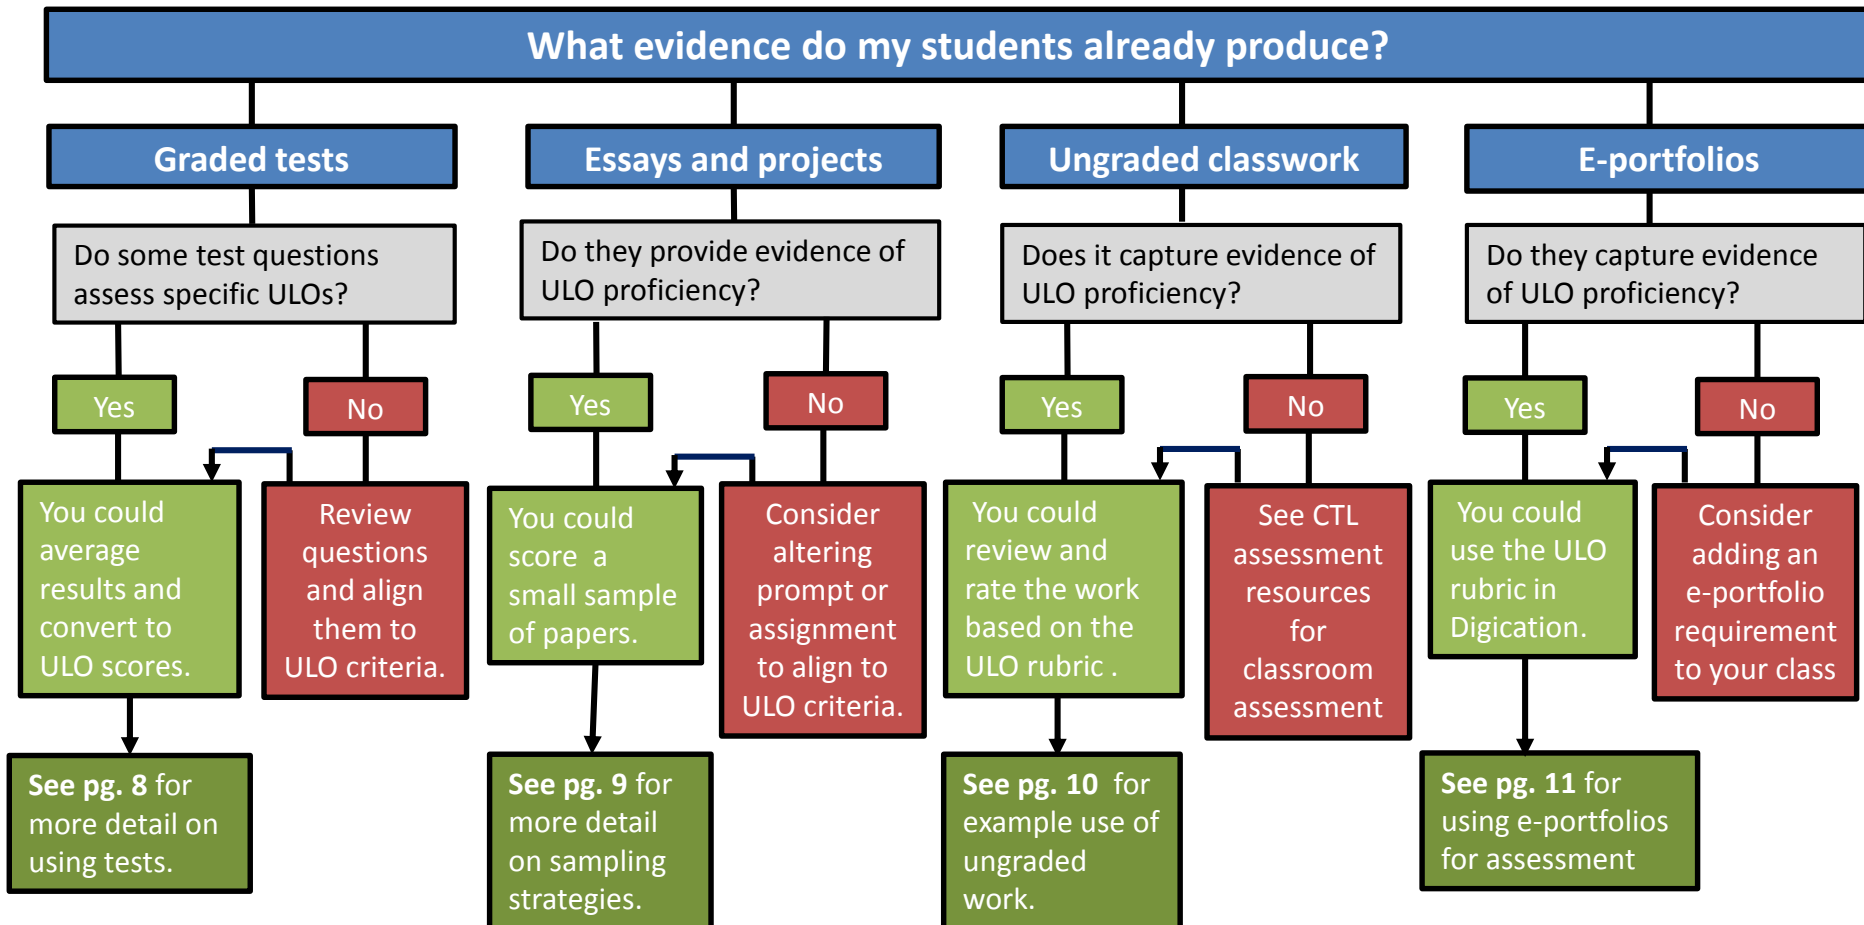 What evidence do my students already produce?
Graded tests
Do some test questions
assess specific ULOs?
Yes
No
You could
average
results and
convert to
ULO scores.
Review
questions
and align
them to
ULO criteria.
See pg. 8 for
more detail on
using tests.
Essays and projects
Do they provide evidence of
ULO proficiency?
Yes
No
You could
score a
small sample
of papers.
Consider
altering
prompt or
assignment
to align to
ULO criteria.
See pg. 9 for
more detail
on sampling
strategies.
Ungraded classwork
Does it capture evidence of
ULO proficiency?
Yes
No
You could
review and
rate the work
based on the
ULO rubric .
See CTL
assessment
resources
for
classroom
assessment
See pg. 10 for
example use of
ungraded
work.
E-portfolios
Do they capture evidence
of ULO proficiency?
Yes
No
You could
use the ULO
rubric in
Digication.
Consider
adding an
e-portfolio
requirement
to your class
See pg. 11 for
using e-portfolios
for assessment